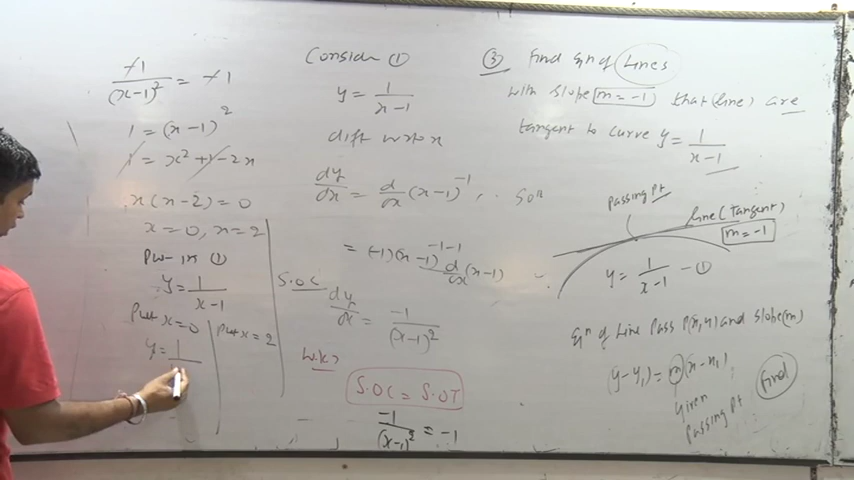 ③ Find Eqn of Lines
with slope m = -1 that (line) are
tangent to curve y = 1/(x-1)
Soln
passing pt
line (tangent)
m = -1
y = 1/(x-1) - ①
Eqn of Line Pass P(x,y) and slope(m)
(y-y₁) = m(x-x₁)
given
passing pt
Find
Consider ①
y = 1/(x-1)
diff w.r.to x
dy/dx = d/dx (x-1)^-1
= (-1)(x-1)^-1-1 d/dx (x-1)
S.O.C
dy/dx = -1/(x-1)²
W.K.T
S.O.C = S.O.T
-1/(x-1)² = -1
-1/(x-1)² = -1
1 = (x-1)²
1 = x²+1-2x
x(x-2) = 0
x = 0, x = 2
Put in ①
y = 1/(x-1)
Put x = 0
y = 1/
Put x = 2